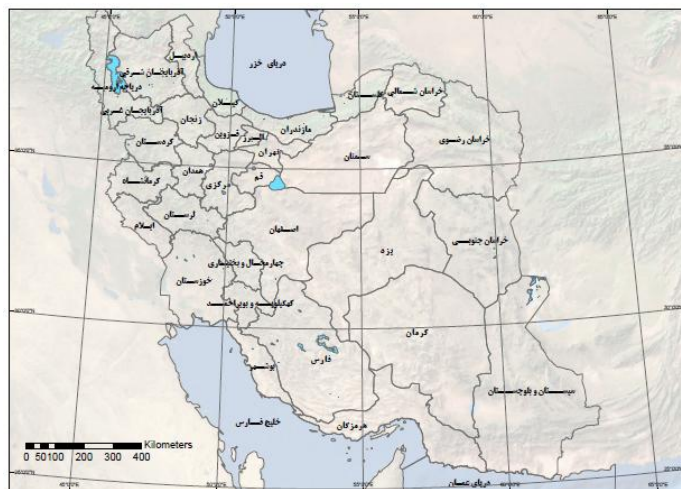 دریای خزر
اردبیل
آذربایجان شرقی
دریاچه ارومیه
آذربایجان غربی
گیلان
زنجان
گلستان
خراسان شمالی
مازندران
خراسان رضوی
کردستان
قزوین
البرز
تهران
سمنان
همدان
کرمانشاه
مرکزی
قم
لرستان
ایلام
اصفهان
یزد
خراسان جنوبی
چهارمحال و بختیاری
خوزستان
کهگیلویه و بویراحمد
کرمان
فارس
بوشهر
سیستان و بلوچستان
هرمزگان
خلیج فارس
Kilometers
0 50 100 200 300 400
دریای عمان